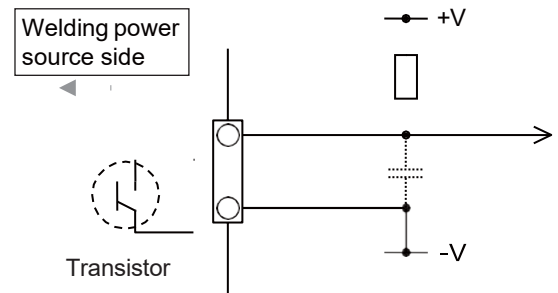 Welding power
source side
+V
-V
Transistor